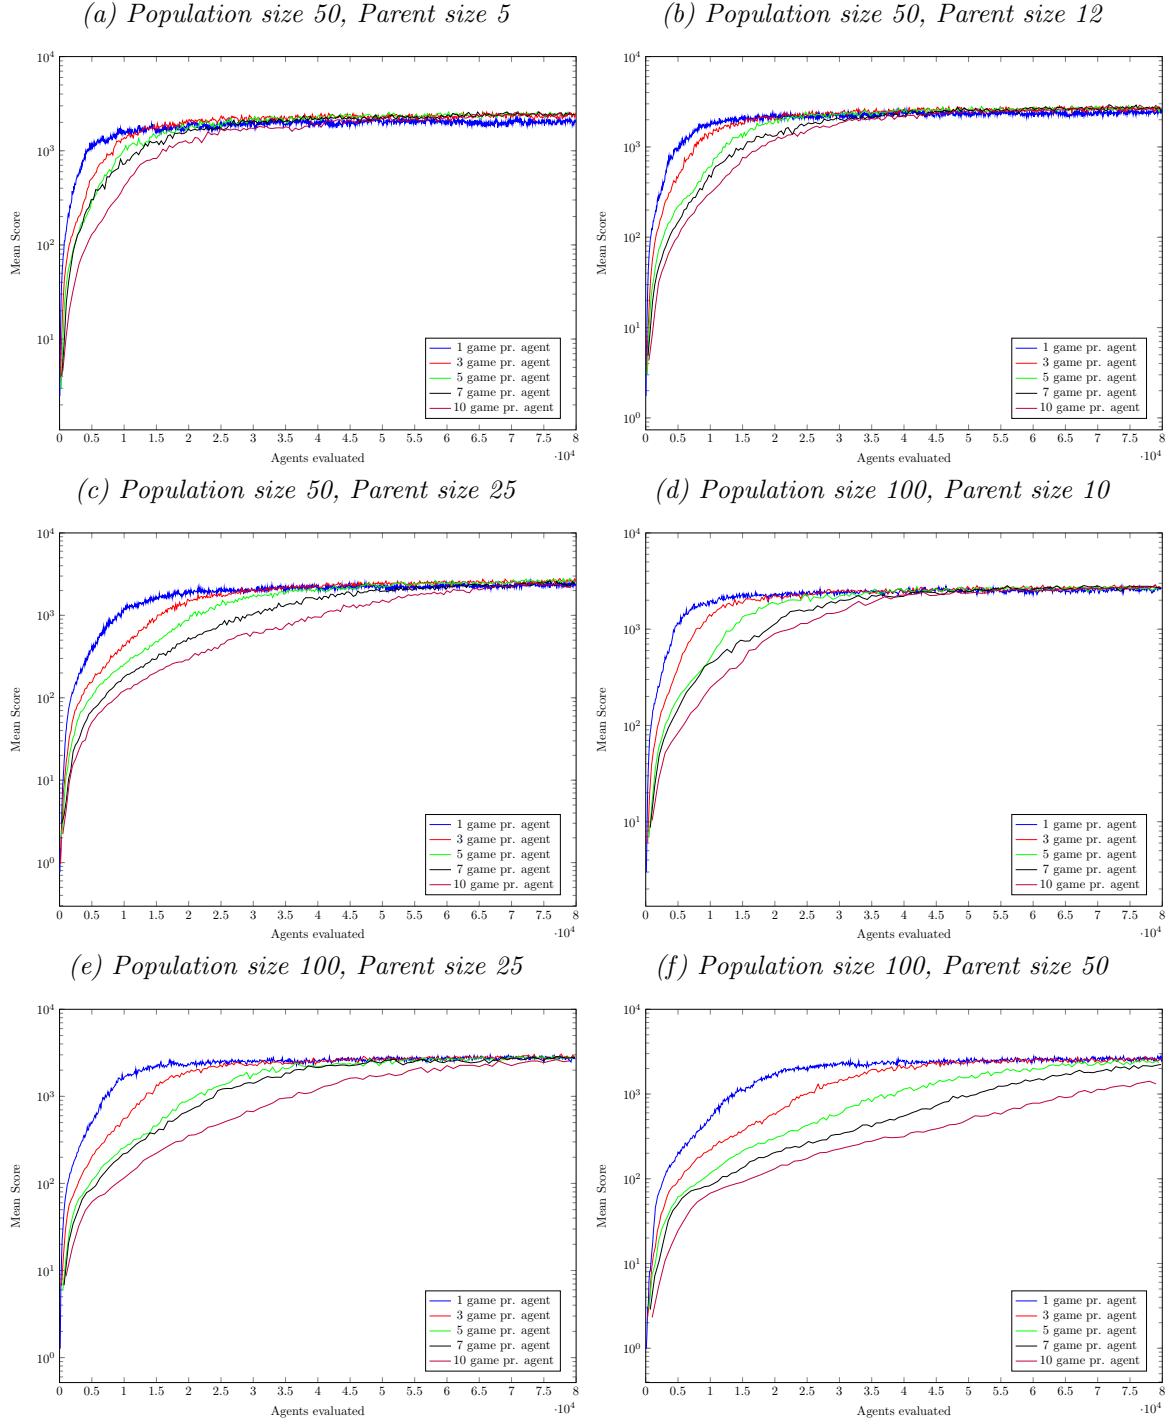 (a) Population size 50, Parent size 5
10^4
10^3
10^2
10^1
Mean Score
0 0.5 1 1.5 2 2.5 3 3.5 4 4.5 5 5.5 6 6.5 7 7.5 8
·10^4
Agents evaluated
1 game pr. agent
3 game pr. agent
5 game pr. agent
7 game pr. agent
10 game pr. agent
(b) Population size 50, Parent size 12
10^4
10^3
10^2
10^1
10^0
Mean Score
0 0.5 1 1.5 2 2.5 3 3.5 4 4.5 5 5.5 6 6.5 7 7.5 8
·10^4
Agents evaluated
1 game pr. agent
3 game pr. agent
5 game pr. agent
7 game pr. agent
10 game pr. agent
(c) Population size 50, Parent size 25
10^4
10^3
10^2
10^1
10^0
Mean Score
0 0.5 1 1.5 2 2.5 3 3.5 4 4.5 5 5.5 6 6.5 7 7.5 8
·10^4
Agents evaluated
1 game pr. agent
3 game pr. agent
5 game pr. agent
7 game pr. agent
10 game pr. agent
(d) Population size 100, Parent size 10
10^4
10^3
10^2
10^1
Mean Score
0 0.5 1 1.5 2 2.5 3 3.5 4 4.5 5 5.5 6 6.5 7 7.5 8
·10^4
Agents evaluated
1 game pr. agent
3 game pr. agent
5 game pr. agent
7 game pr. agent
10 game pr. agent
(e) Population size 100, Parent size 25
10^4
10^3
10^2
10^1
10^0
Mean Score
0 0.5 1 1.5 2 2.5 3 3.5 4 4.5 5 5.5 6 6.5 7 7.5 8
·10^4
Agents evaluated
1 game pr. agent
3 game pr. agent
5 game pr. agent
7 game pr. agent
10 game pr. agent
(f) Population size 100, Parent size 50
10^4
10^3
10^2
10^1
10^0
Mean Score
0 0.5 1 1.5 2 2.5 3 3.5 4 4.5 5 5.5 6 6.5 7 7.5 8
·10^4
Agents evaluated
1 game pr. agent
3 game pr. agent
5 game pr. agent
7 game pr. agent
10 game pr. agent